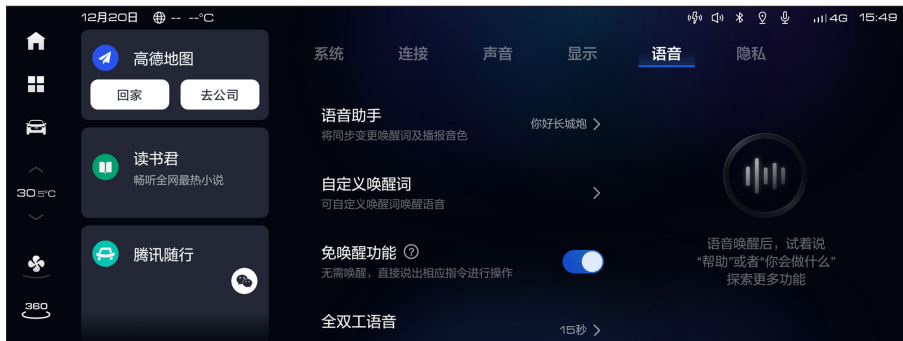 12月20日 -- --°C
4G 15:49
高德地图
回家 去公司
读书君
畅听全网最热小说
腾讯随行
30.5°C
360
系统 连接 声音 显示 语音 隐私
语音助手
将同步变更唤醒词及播报音色
你好长城炮
自定义唤醒词
可自定义唤醒词唤醒语音
免唤醒功能
无需唤醒，直接说出相应指令进行操作
全双工语音
15秒
语音唤醒后，试着说
“帮助”或者“你会做什么”
探索更多功能